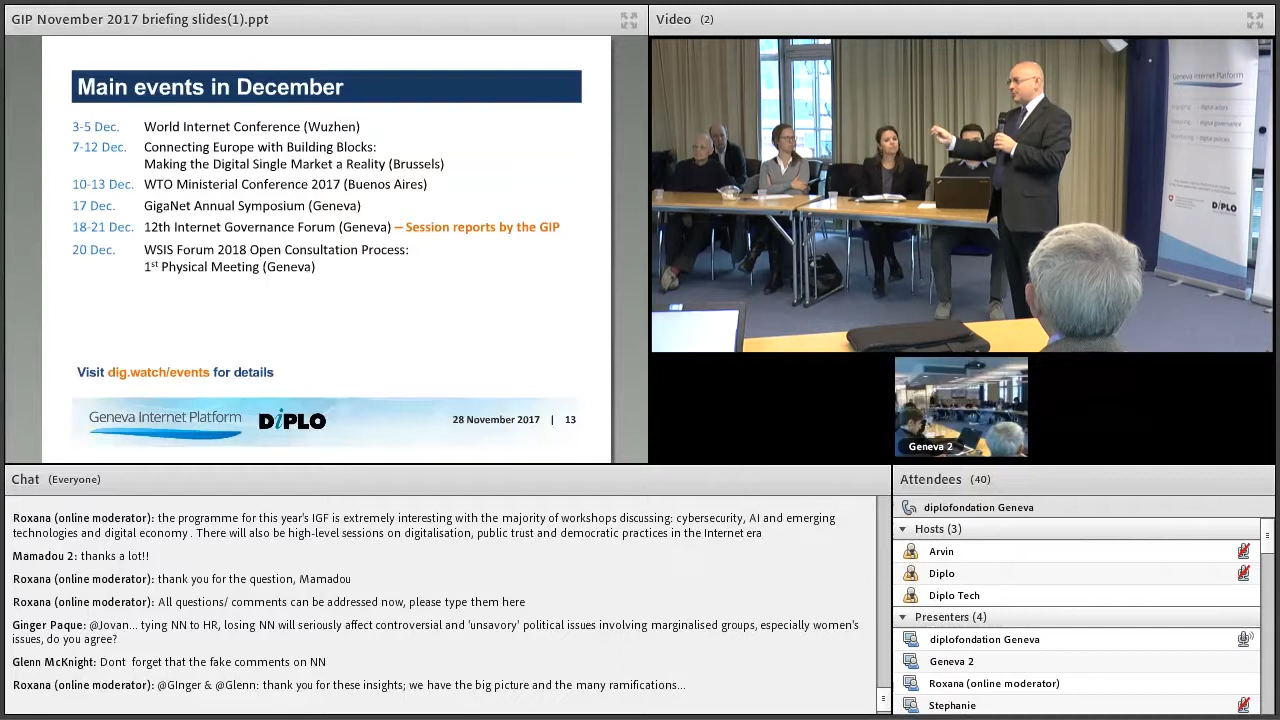 GIP November 2017 briefing slides(1).ppt
Main events in December
3-5 Dec. World Internet Conference (Wuzhen)
7-12 Dec. Connecting Europe with Building Blocks:
Making the Digital Single Market a Reality (Brussels)
10-13 Dec. WTO Ministerial Conference 2017 (Buenos Aires)
17 Dec. GigaNet Annual Symposium (Geneva)
18-21 Dec. 12th Internet Governance Forum (Geneva) – Session reports by the GIP
20 Dec. WSIS Forum 2018 Open Consultation Process:
1st Physical Meeting (Geneva)
Visit dig.watch/events for details
Geneva Internet Platform DiPLO 28 November 2017 | 13
Video (2)
Geneva Internet Platform
DiPLO
Geneva 2
Chat (Everyone)
Roxana (online moderator): the programme for this year's IGF is extremely interesting with the majority of workshops discussing: cybersecurity, AI and emerging
technologies and digital economy . There will also be high-level sessions on digitalisation, public trust and democratic practices in the Internet era
Mamadou 2: thanks a lot!!
Roxana (online moderator): thank you for the question, Mamadou
Roxana (online moderator): All questions/ comments can be addressed now, please type them here
Ginger Paque: @Jovan... tying NN to HR, losing NN will seriously affect controversial and 'unsavory' political issues involving marginalised groups, especially women's
issues, do you agree?
Glenn McKnight: Dont forget that the fake comments on NN
Roxana (online moderator): @GInger & @Glenn: thank you for these insights; we have the big picture and the many ramifications...
Attendees (40)
diplofondation Geneva
Hosts (3)
Arvin
Diplo
Diplo Tech
Presenters (4)
diplofondation Geneva
Geneva 2
Roxana (online moderator)
Stephanie